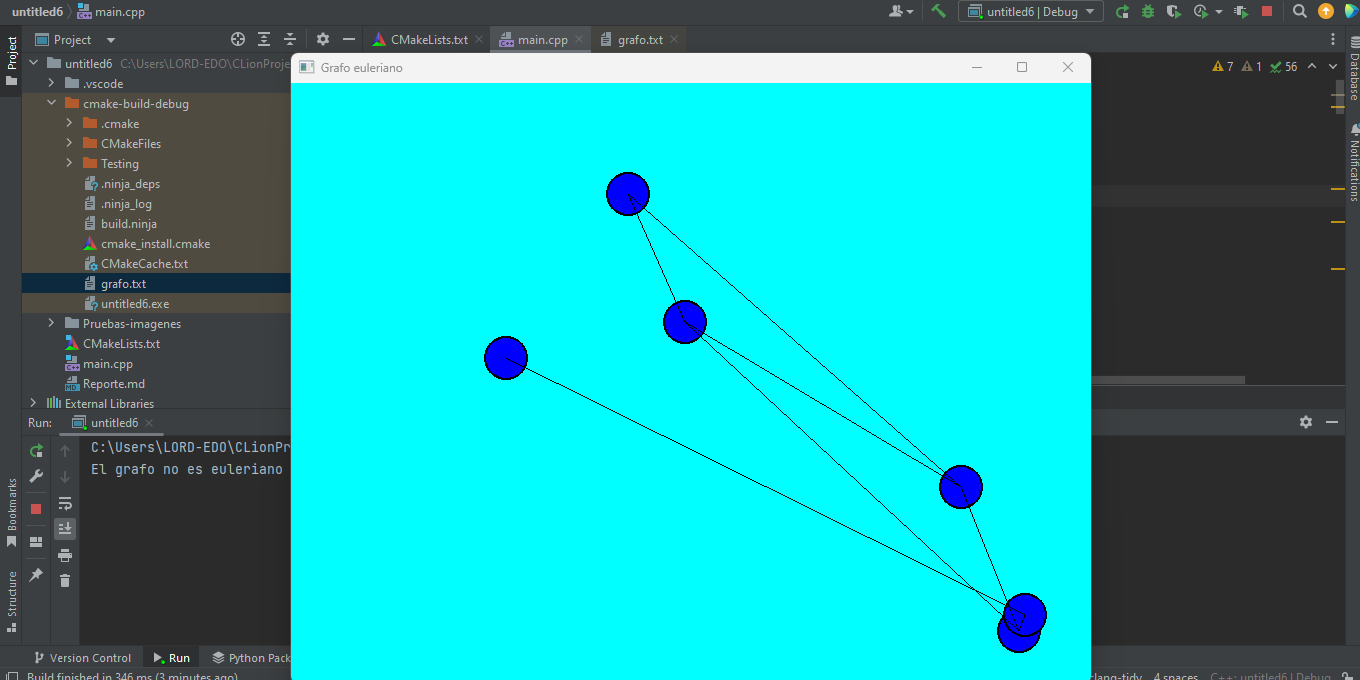 untitled6 main.cpp untitled6 | Debug
Project
Project CMakeLists.txt main.cpp grafo.txt
untitled6 C:\Users\LORD-EDO\CLionProje
Grafo euleriano
7 1 56
.vscode
cmake-build-debug
.cmake
CMakeFiles
Testing
.ninja_deps
.ninja_log
build.ninja
cmake_install.cmake
CMakeCache.txt
grafo.txt
untitled6.exe
Pruebas-imagenes
CMakeLists.txt
main.cpp
Reporte.md
External Libraries
Database
Notifications
Run: untitled6
C:\Users\LORD-EDO\CLionPr
El grafo no es euleriano
Bookmarks
Structure
Version Control Run Python Pack
Build finished in 346 ms (3 minutes ago) clang-tidy 4 spaces C++: untitled6 | Debug